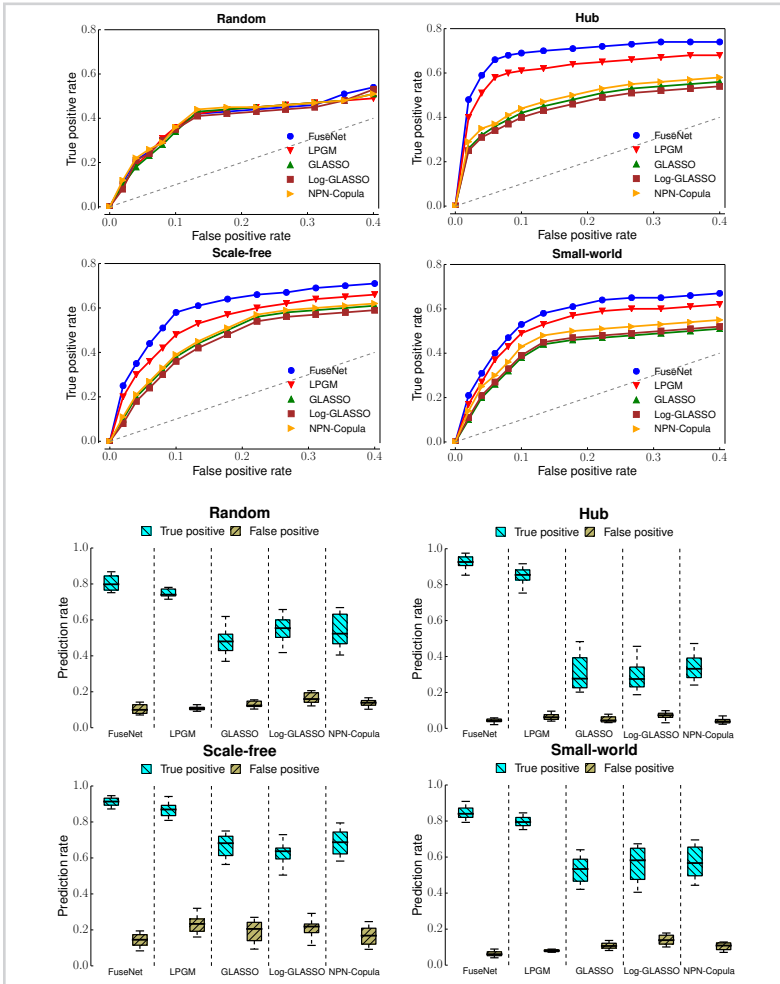 Random
0.8
0.6
0.4
0.2
0.0
True positive rate
FuseNet
LPGM
GLASSO
Log-GLASSO
NPN-Copula
0.0 0.1 0.2 0.3 0.4
False positive rate
Hub
0.8
0.6
0.4
0.2
0.0
True positive rate
FuseNet
LPGM
GLASSO
Log-GLASSO
NPN-Copula
0.0 0.1 0.2 0.3 0.4
False positive rate
Scale-free
0.8
0.6
0.4
0.2
0.0
True positive rate
FuseNet
LPGM
GLASSO
Log-GLASSO
NPN-Copula
0.0 0.1 0.2 0.3 0.4
False positive rate
Small-world
0.8
0.6
0.4
0.2
0.0
True positive rate
FuseNet
LPGM
GLASSO
Log-GLASSO
NPN-Copula
0.0 0.1 0.2 0.3 0.4
False positive rate
Random
True positive False positive
1.0
0.8
0.6
0.4
0.2
0.0
Prediction rate
FuseNet LPGM GLASSO Log-GLASSO NPN-Copula
Hub
True positive False positive
1.0
0.8
0.6
0.4
0.2
0.0
Prediction rate
FuseNet LPGM GLASSO Log-GLASSO NPN-Copula
Scale-free
True positive False positive
1.0
0.8
0.6
0.4
0.2
0.0
Prediction rate
FuseNet LPGM GLASSO Log-GLASSO NPN-Copula
Small-world
True positive False positive
1.0
0.8
0.6
0.4
0.2
0.0
Prediction rate
FuseNet LPGM GLASSO Log-GLASSO NPN-Copula